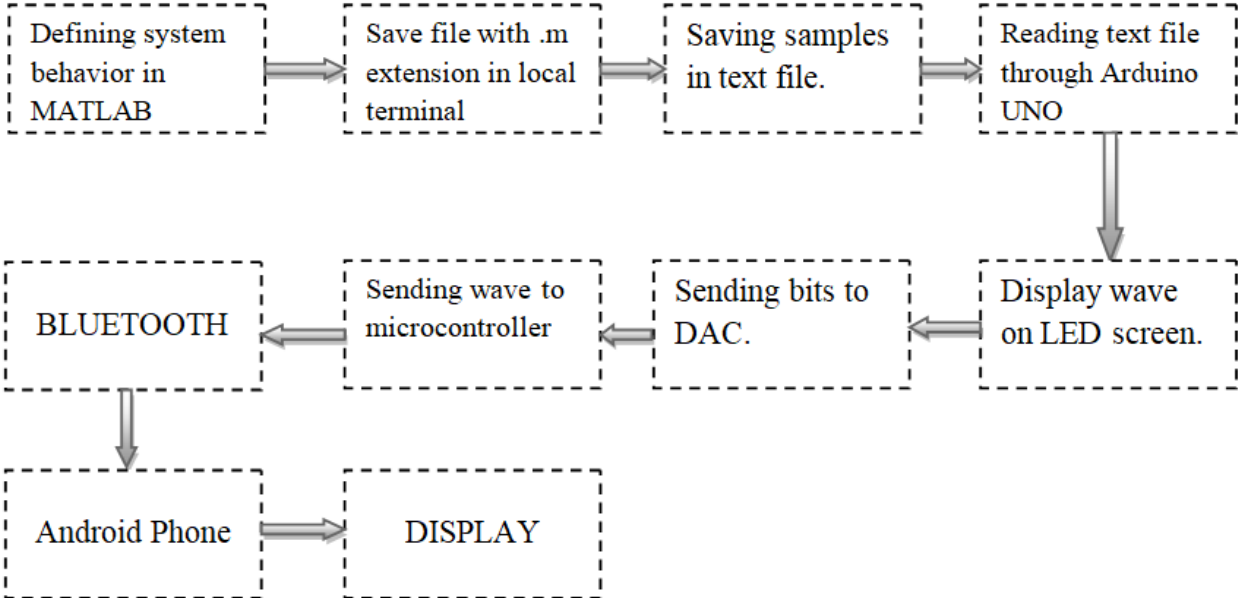 Defining system
behavior in
MATLAB
Save file with .m
extension in local
terminal
Saving samples
in text file.
Reading text file
through Arduino
UNO
Display wave
on LED screen.
Sending bits to
DAC.
Sending wave to
microcontroller
BLUETOOTH
Android Phone
DISPLAY